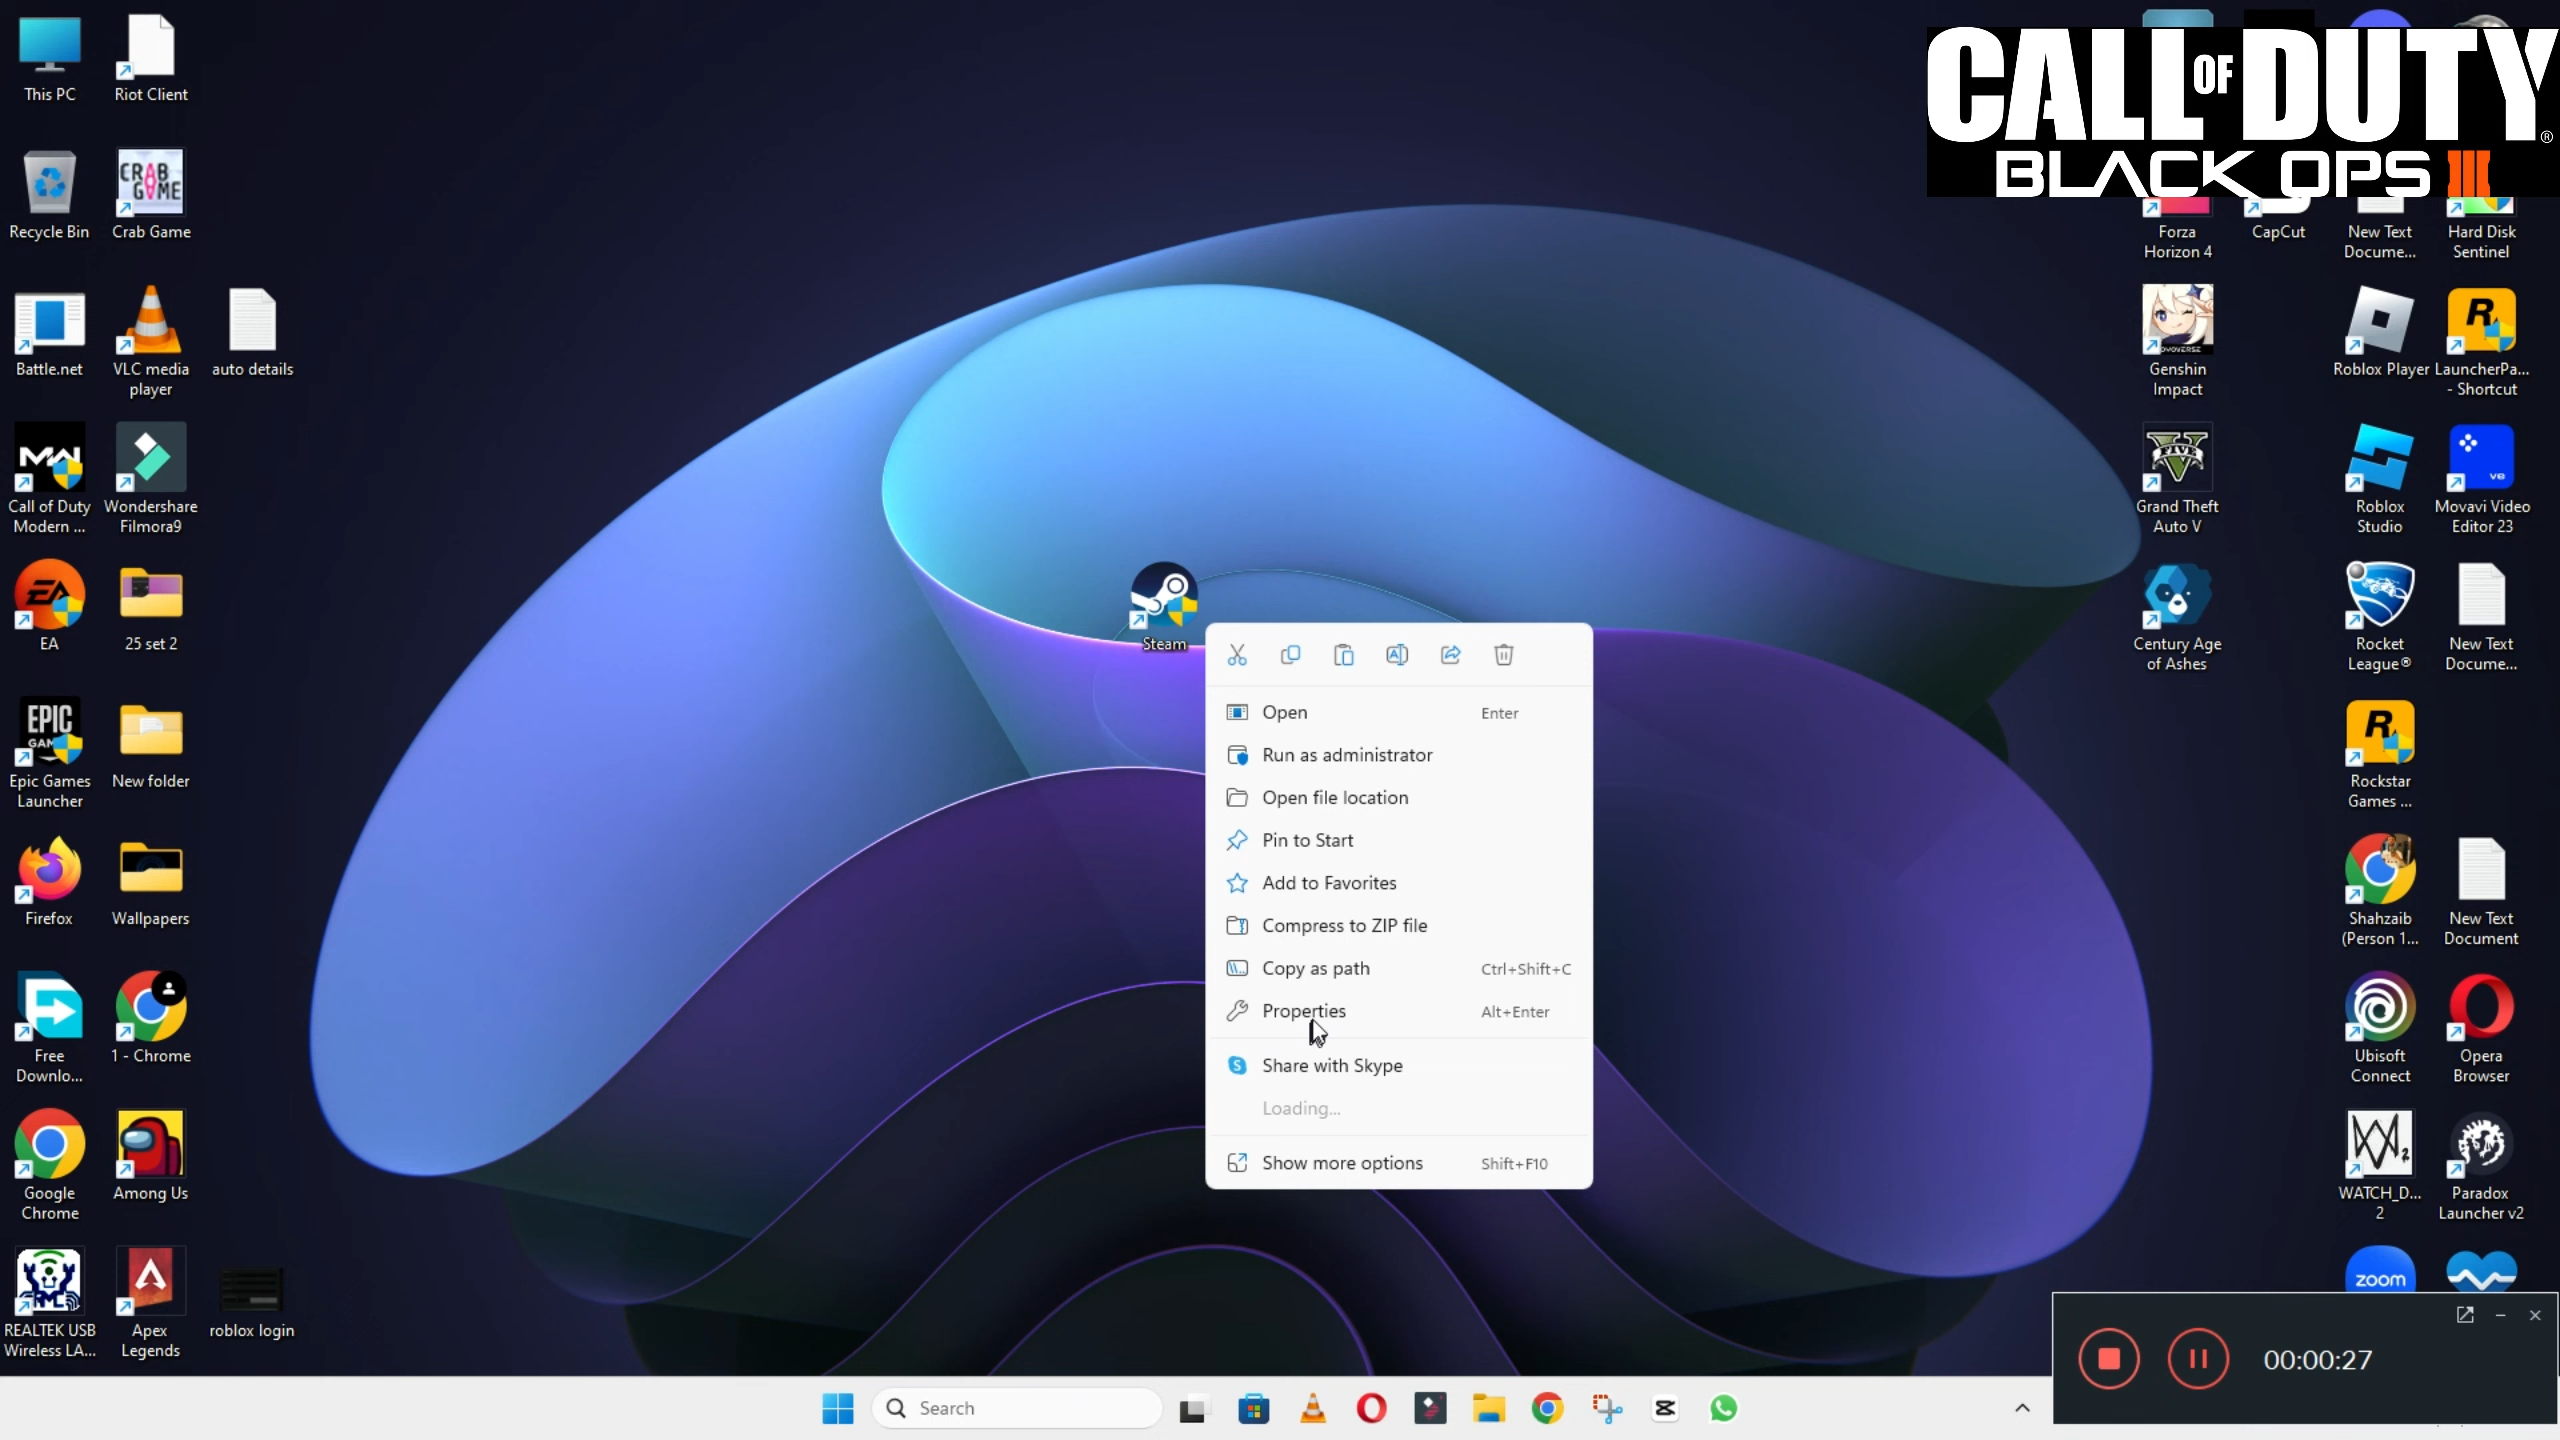 This PC
Riot Client
Recycle Bin
CRAB
GAME
Crab Game
Battle.net
VLC media
player
auto details
MW
Call of Duty
Modern ...
Wondershare
Filmora9
EA
EA
25 set 2
EPIC
GAM
Epic Games
Launcher
New folder
Firefox
Wallpapers
Free
Downlo...
1 - Chrome
Google
Chrome
Among Us
REALTEK USB
Wireless LA...
Apex
Legends
roblox login
Steam
Open Enter
Run as administrator
Open file location
Pin to Start
Add to Favorites
Compress to ZIP file
Copy as path Ctrl+Shift+C
Properties Alt+Enter
Share with Skype
Loading...
Show more options Shift+F10
CALL OF DUTY®
BLACK OPS III
Forza
Horizon 4
CapCut
New Text
Docume...
Hard Disk
Sentinel
Genshin
Impact
Roblox Player
R
LauncherPa...
- Shortcut
FIVE
Grand Theft
Auto V
Roblox
Studio
Movavi Video
Editor 23
Century Age
of Ashes
Rocket
League®
New Text
Docume...
R
Rockstar
Games ...
Shahzaib
(Person 1...
New Text
Document
Ubisoft
Connect
Opera
Browser
WATCH_D...
2
Paradox
Launcher v2
zoom
00:00:27
Search